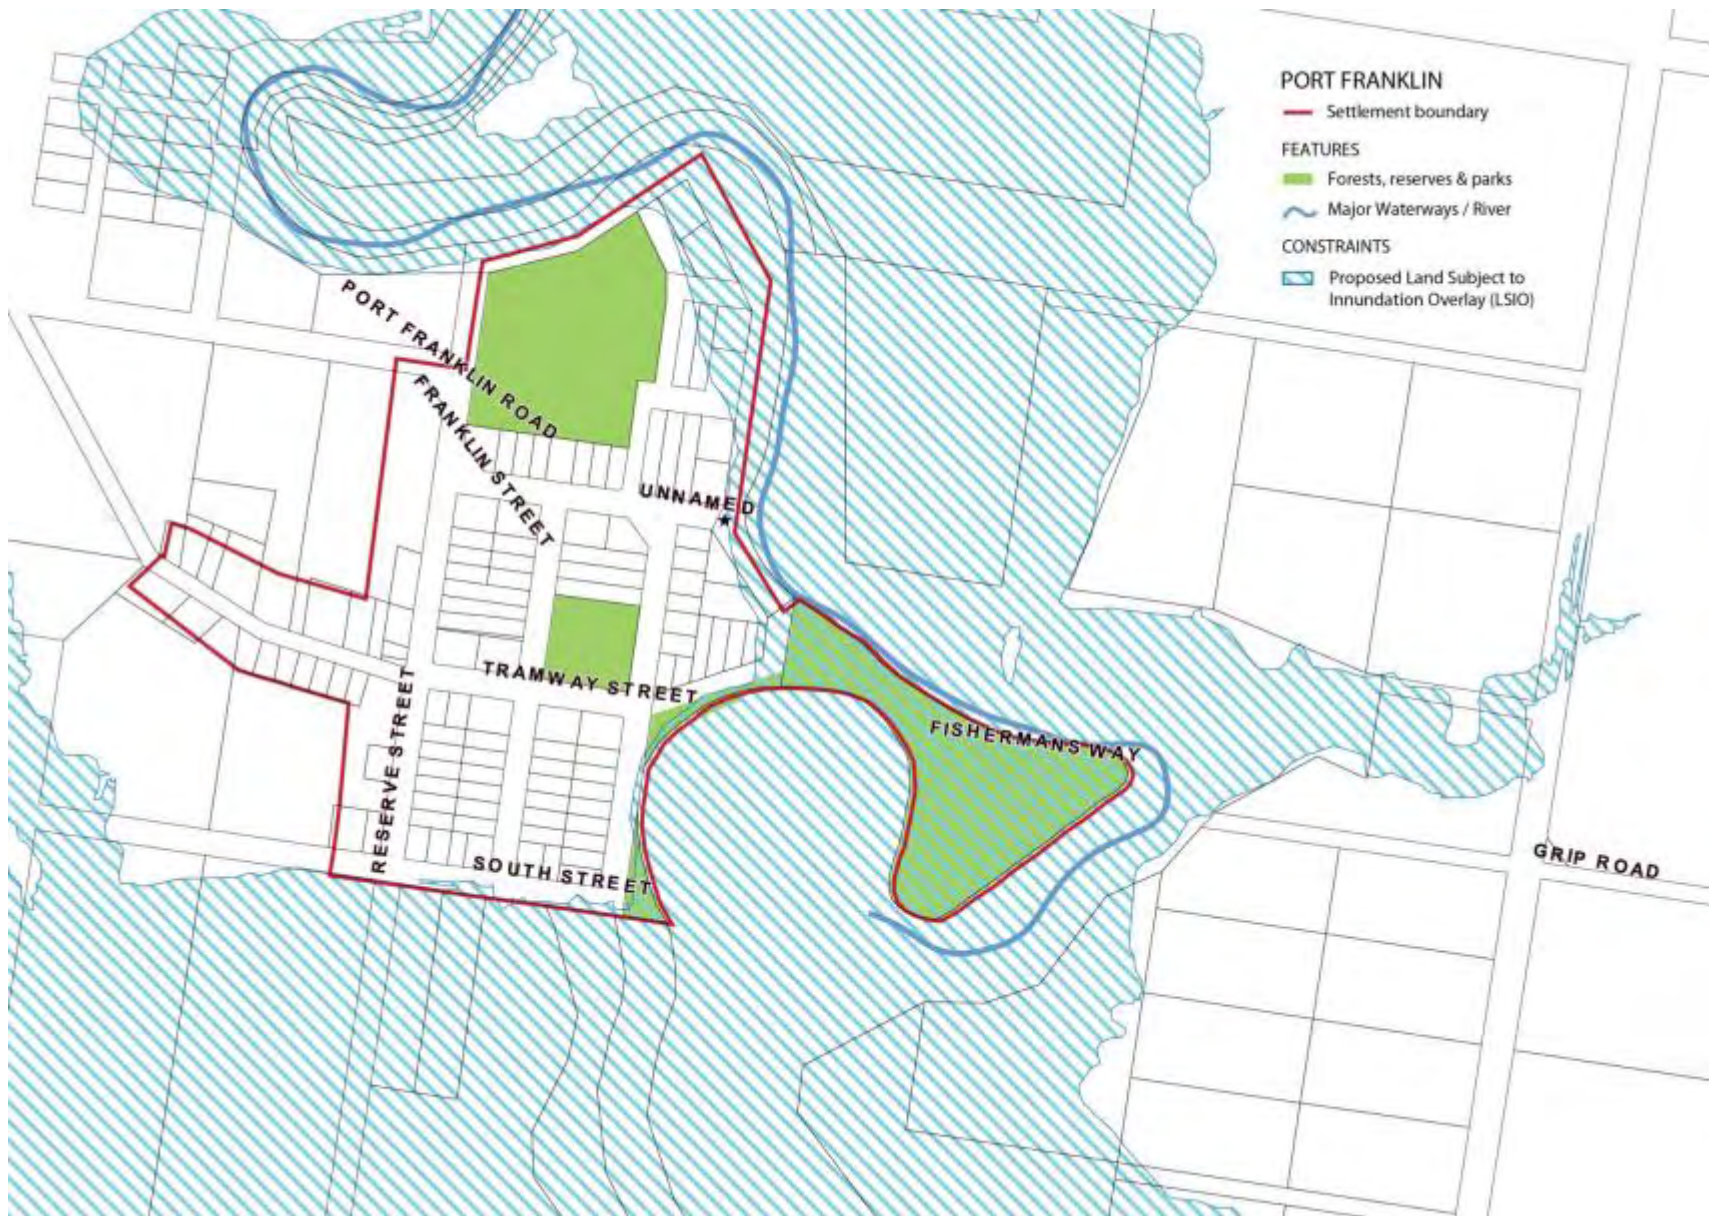 PORT FRANKLIN
Settlement boundary
FEATURES
Forests, reserves & parks
Major Waterways / River
CONSTRAINTS
Proposed Land Subject to
Innundation Overlay (LSIO)
PORT FRANKLIN ROAD
FRANKLIN STREET
UNNAMED
TRAMWAY STREET
RESERVE STREET
FISHERMANS WAY
SOUTH STREET
GRIP ROAD